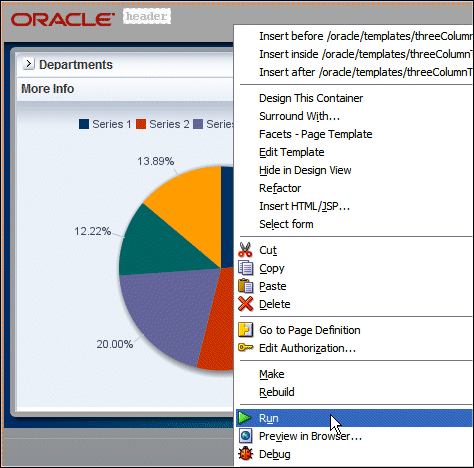 ORACLE header
Departments
More Info
Series 1 Series 2 Series
13.89%
12.22%
20.00%
Insert before /oracle/templates/threeColumn
Insert inside /oracle/templates/threeColumnT
Insert after /oracle/templates/threeColumnT
Design This Container
Surround With...
Facets - Page Template
Edit Template
Hide in Design View
Refactor
Insert HTML/JSP...
Select form
Cut
Copy
Paste
Delete
Go to Page Definition
Edit Authorization...
Make
Rebuild
Run
Preview in Browser...
Debug